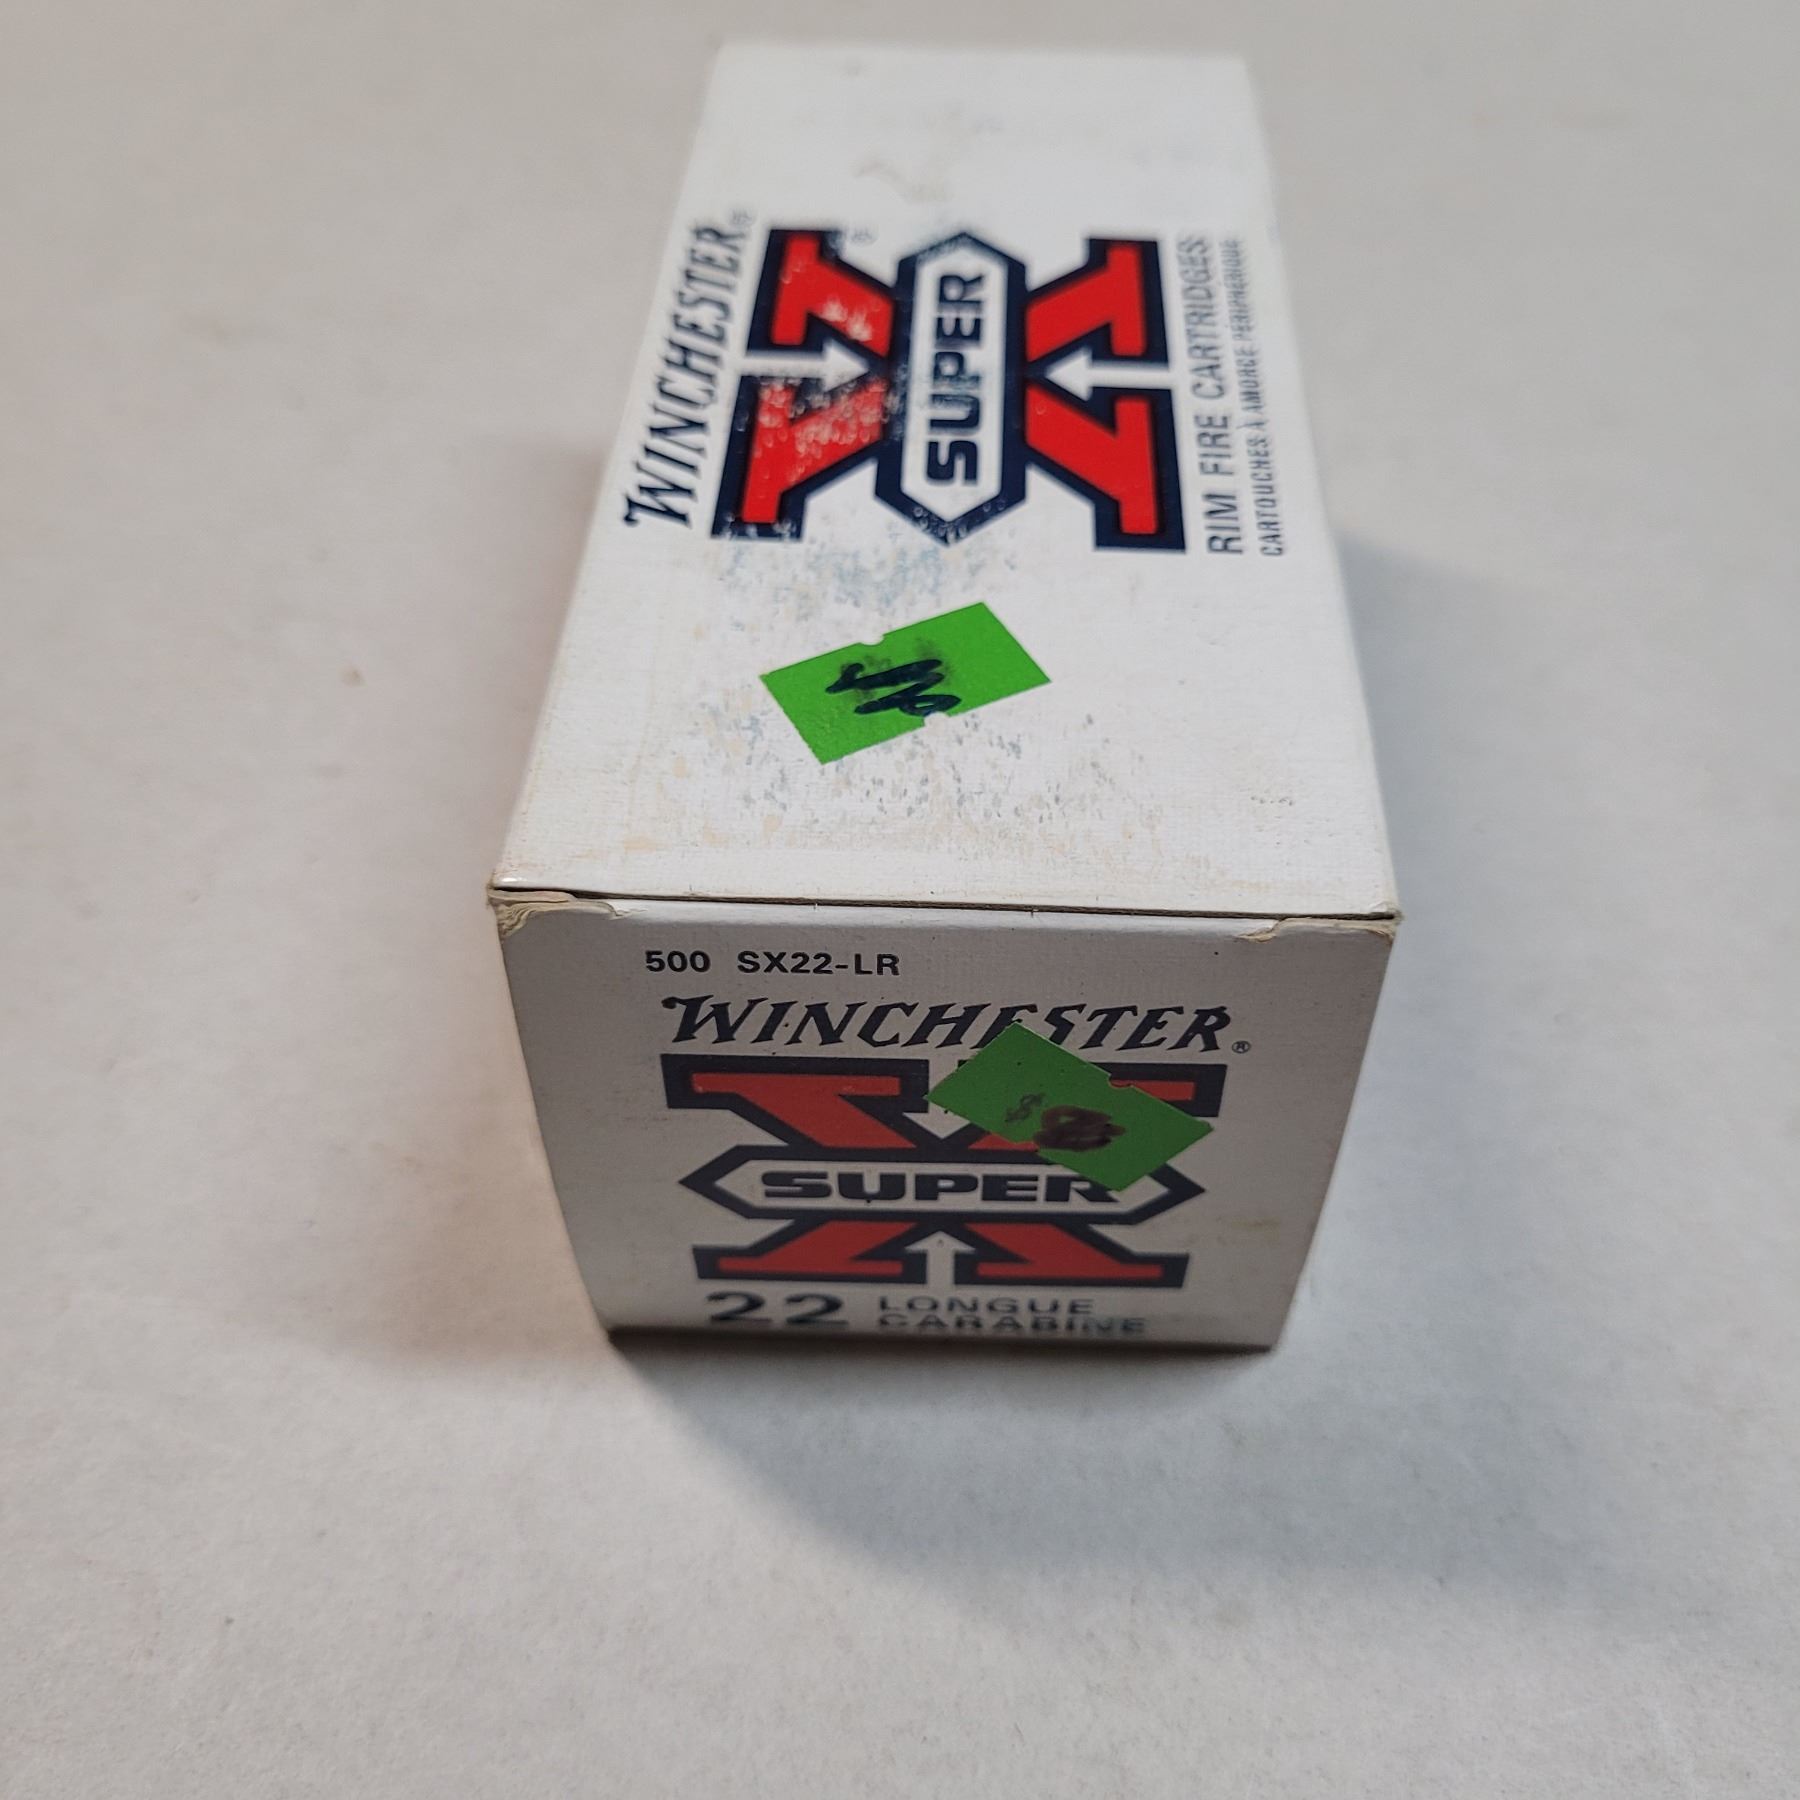 WINCHESTER®
SUPER
X®
RIM FIRE CARTRIDGES
CARTOUCHES À AMORCE PÉRIPHÉRIQUE
500 SX22-LR
WINCHESTER®
X
SUPER
22 LONGUE
CARABINE
$